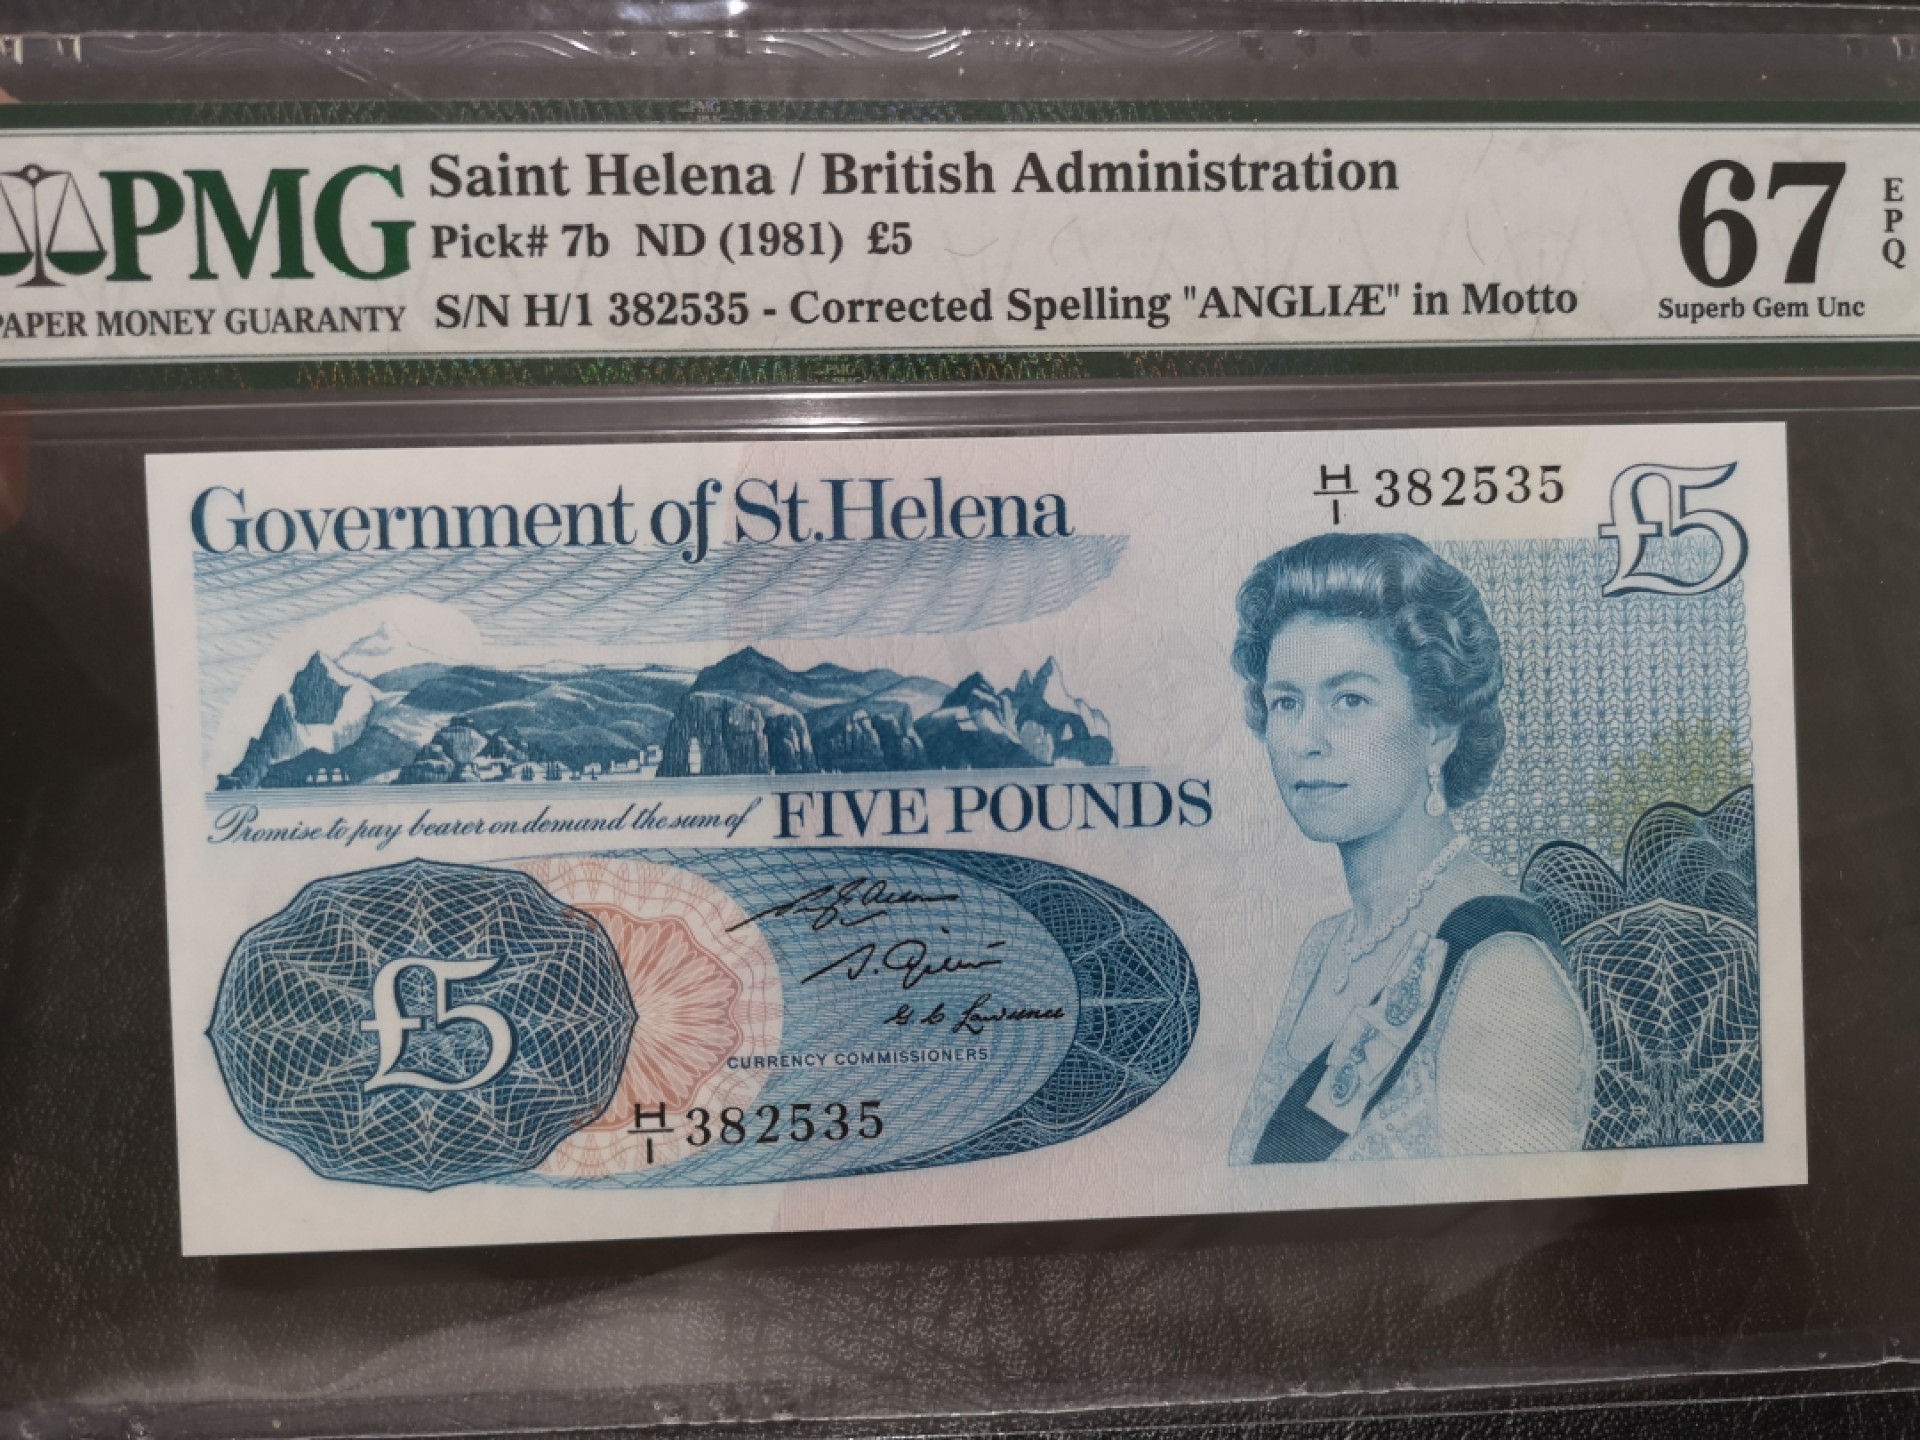 PMG
PAPER MONEY GUARANTY
Saint Helena / British Administration
Pick# 7b ND (1981) £5
S/N H/1 382535 - Corrected Spelling "ANGLIÆ" in Motto
67
EPQ
Superb Gem Unc
Government of St.Helena
H/1 382535
£5
Promise to pay bearer on demand the sum of FIVE POUNDS
£5
G. C. Lawrence
CURRENCY COMMISSIONERS
H/1 382535